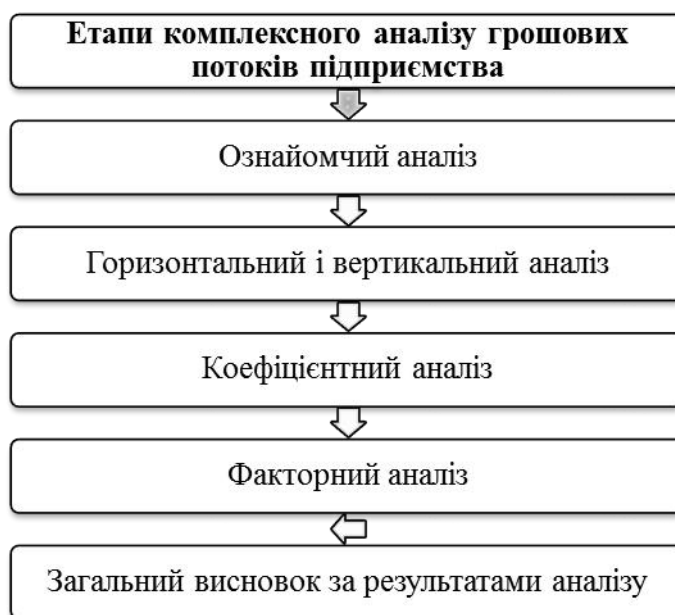 Етапи комплексного аналізу грошових
потоків підприємства
Ознайомчий аналіз
Горизонтальний і вертикальний аналіз
Коефіцієнтний аналіз
Факторний аналіз
Загальний висновок за результатами аналізу